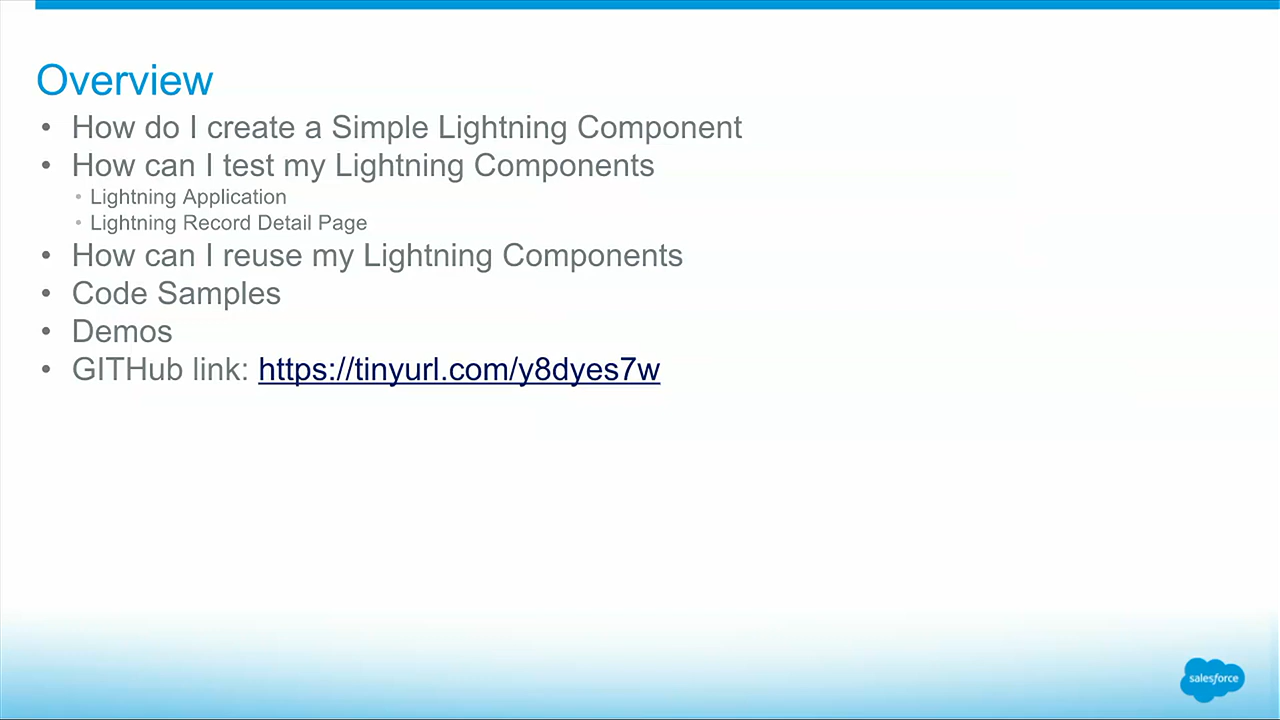 Overview
• How do I create a Simple Lightning Component
• How can I test my Lightning Components
• Lightning Application
• Lightning Record Detail Page
• How can I reuse my Lightning Components
• Code Samples
• Demos
• GITHub link: https://tinyurl.com/y8dyes7w
salesforce